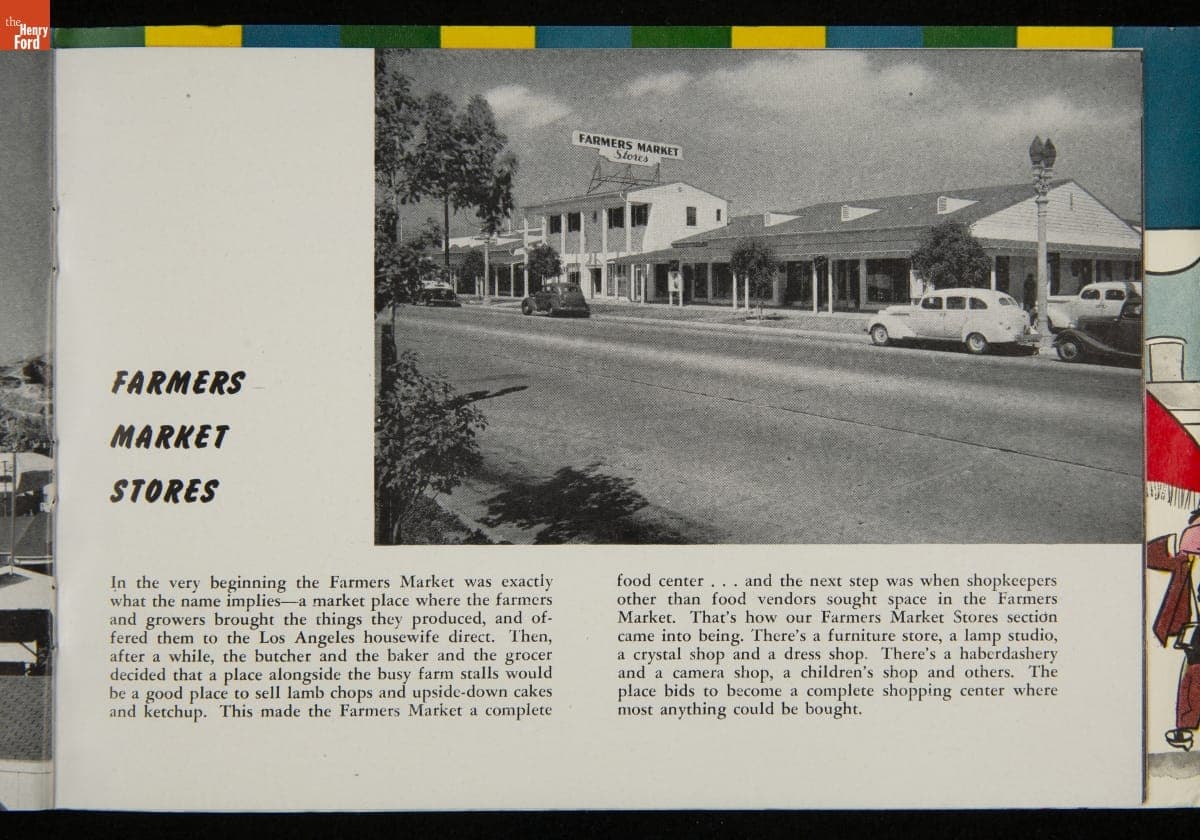 the
Henry
Ford
FARMERS MARKET
Stores
FARMERS
MARKET
STORES
In the very beginning the Farmers Market was exactly
what the name implies—a market place where the farmers
and growers brought the things they produced, and of-
fered them to the Los Angeles housewife direct. Then,
after a while, the butcher and the baker and the grocer
decided that a place alongside the busy farm stalls would
be a good place to sell lamb chops and upside-down cakes
and ketchup. This made the Farmers Market a complete
food center . . . and the next step was when shopkeepers
other than food vendors sought space in the Farmers
Market. That's how our Farmers Market Stores section
came into being. There's a furniture store, a lamp studio,
a crystal shop and a dress shop. There's a haberdashery
and a camera shop, a children's shop and others. The
place bids to become a complete shopping center where
most anything could be bought.